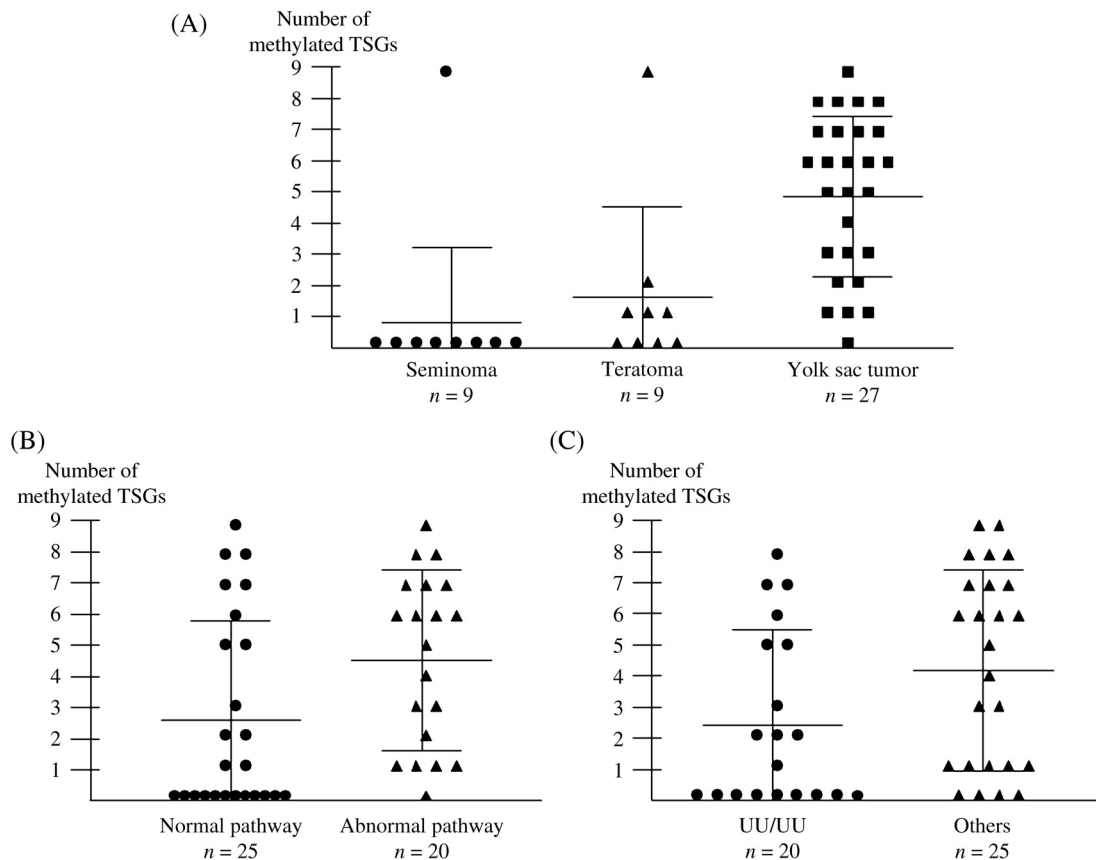 (A)
Number of
methylated TSGs
9
8
7
6
5
4
3
2
1
Seminoma
n = 9
Teratoma
n = 9
Yolk sac tumor
n = 27
(B)
Number of
methylated TSGs
9
8
7
6
5
4
3
2
1
Normal pathway
n = 25
Abnormal pathway
n = 20
(C)
Number of
methylated TSGs
9
8
7
6
5
4
3
2
1
UU/UU
n = 20
Others
n = 25